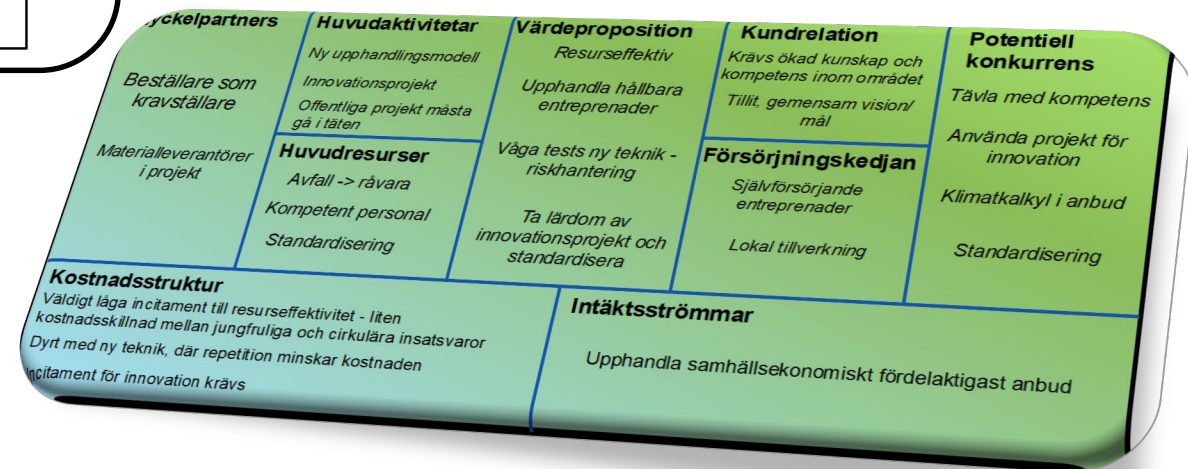 yckelpartners
Beställare som
kravställare
Materialleverantörer
i projekt
Huvudaktivitetar
Ny upphandlingsmodell
Innovationsprojekt
Offentliga projekt måsta
gå i täten
Huvudresurser
Avfall -> råvara
Kompetent personal
Standardisering
Värdeproposition
Resurseffektiv
Upphandla hållbara
entreprenader
Våga tests ny teknik -
riskhantering
Ta lärdom av
innovationsprojekt och
standardisera
Kundrelation
Krävs ökad kunskap och
kompetens inom området
Tillit, gemensam vision/
mål
Försörjningskedjan
Självförsörjande
entreprenader
Lokal tillverkning
Potentiell
konkurrens
Tävla med kompetens
Använda projekt för
innovation
Klimatkalkyl i anbud
Standardisering
Kostnadsstruktur
Väldigt låga incitament till resurseffektivitet - liten
kostnadsskillnad mellan jungfruliga och cirkulära insatsvaror
Dyrt med ny teknik, där repetition minskar kostnaden
Incitament för innovation krävs
Intäktsströmmar
Upphandla samhällsekonomiskt fördelaktigast anbud